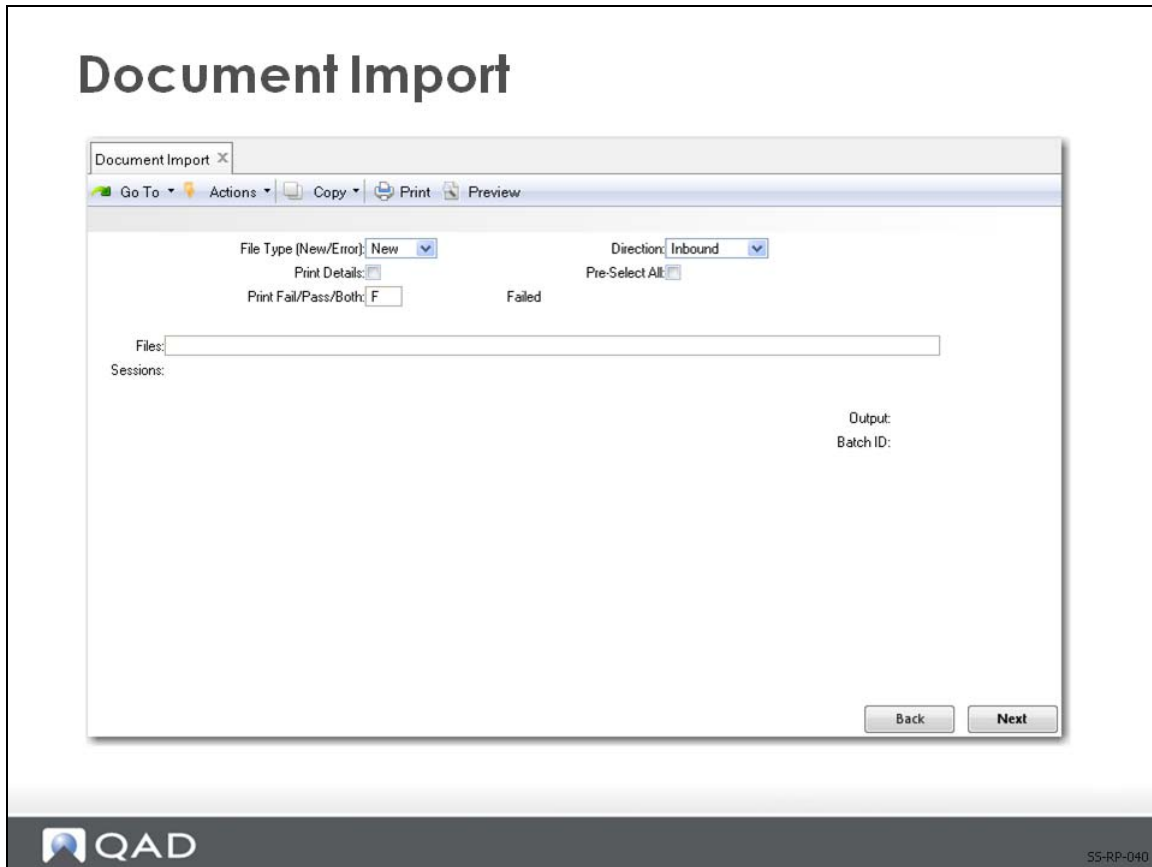 Document Import
Document Import X
Go To Actions Copy Print Preview
File Type (New/Error): New Direction: Inbound
Print Details: Pre-Select All:
Print Fail/Pass/Both: F Failed
Files:
Sessions:
Output:
Batch ID:
Back Next
QAD
SS-RP-040